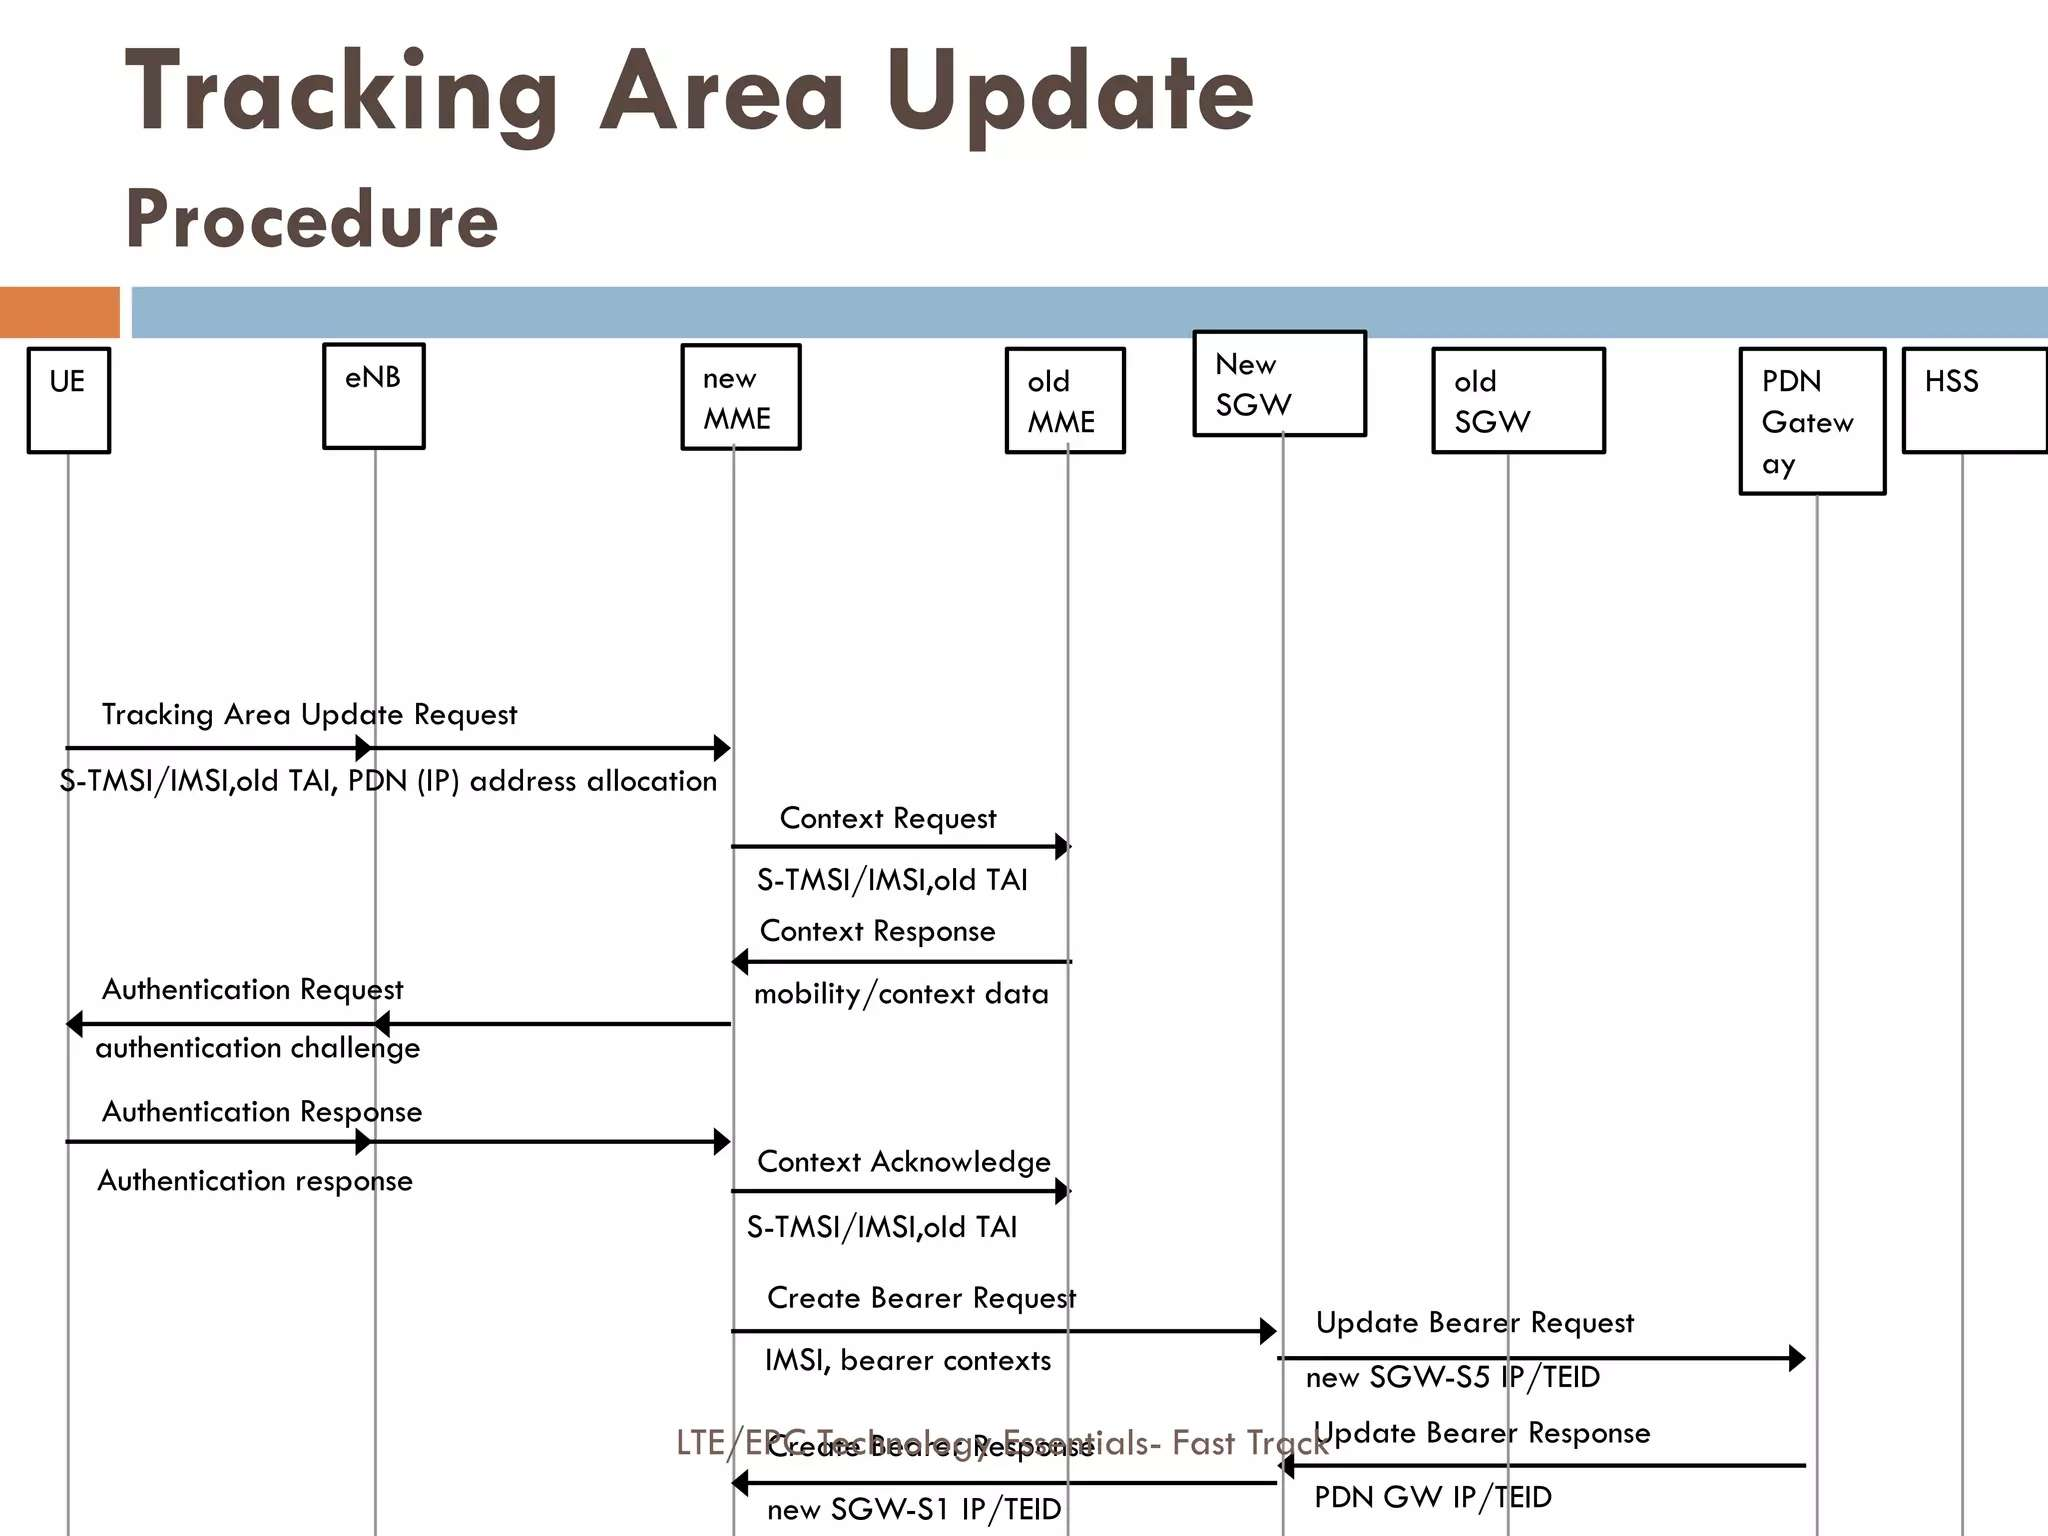 Tracking Area Update
Procedure
UE
eNB
new
MME
old
MME
New
SGW
old
SGW
PDN
Gatew
ay
HSS
Tracking Area Update Request
S-TMSI/IMSI,old TAI, PDN (IP) address allocation
Context Request
S-TMSI/IMSI,old TAI
Context Response
mobility/context data
Authentication Request
authentication challenge
Authentication Response
Authentication response
Context Acknowledge
S-TMSI/IMSI,old TAI
Create Bearer Request
IMSI, bearer contexts
Update Bearer Request
new SGW-S5 IP/TEID
Update Bearer Response
PDN GW IP/TEID
LTE/EPC Technology Essentials- Fast Track
Create Bearer Response
new SGW-S1 IP/TEID